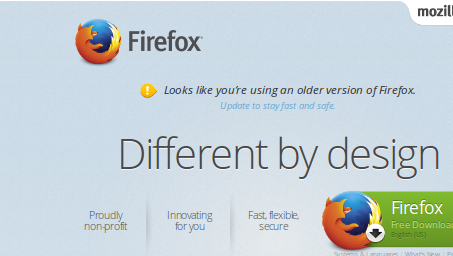 mozill
Firefox
Looks like you're using an older version of Firefox.
Update to stay fast and safe.
Different by design
Proudly
non-profit
Innovating
for you
Fast, flexible,
secure
Firefox
Free Downloa
English (US)
Systems & Languages / What's New / Pr